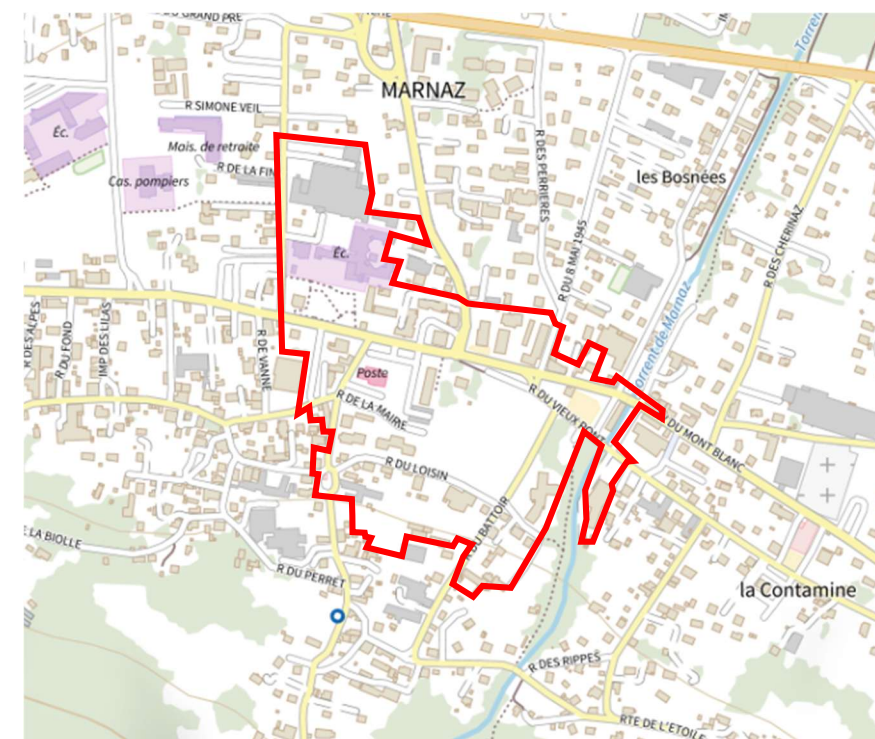 DU GRAND PRÉ
MARNAZ
Torrent
R SIMONE VEIL
Éc.
Mais. de retraite
R DE LA FIN
Cas. pompiers
R DES PERRIERES
les Bosnées
R DU 8 MAI 1945
R DES CHERINAZ
Éc.
Torrent de Marnaz
R DES ALPES
R DU FOND
IMP DES LILAS
R DE VANNE
Poste
R DE LA MAIRE
R DU VIEUX PONT
DU MONT BLANC
R DU LOISIN
R DU BATTOIR
LA BIOLLE
R DU PERRET
la Contamine
R DES RIPPES
RTE DE L'ETOILE